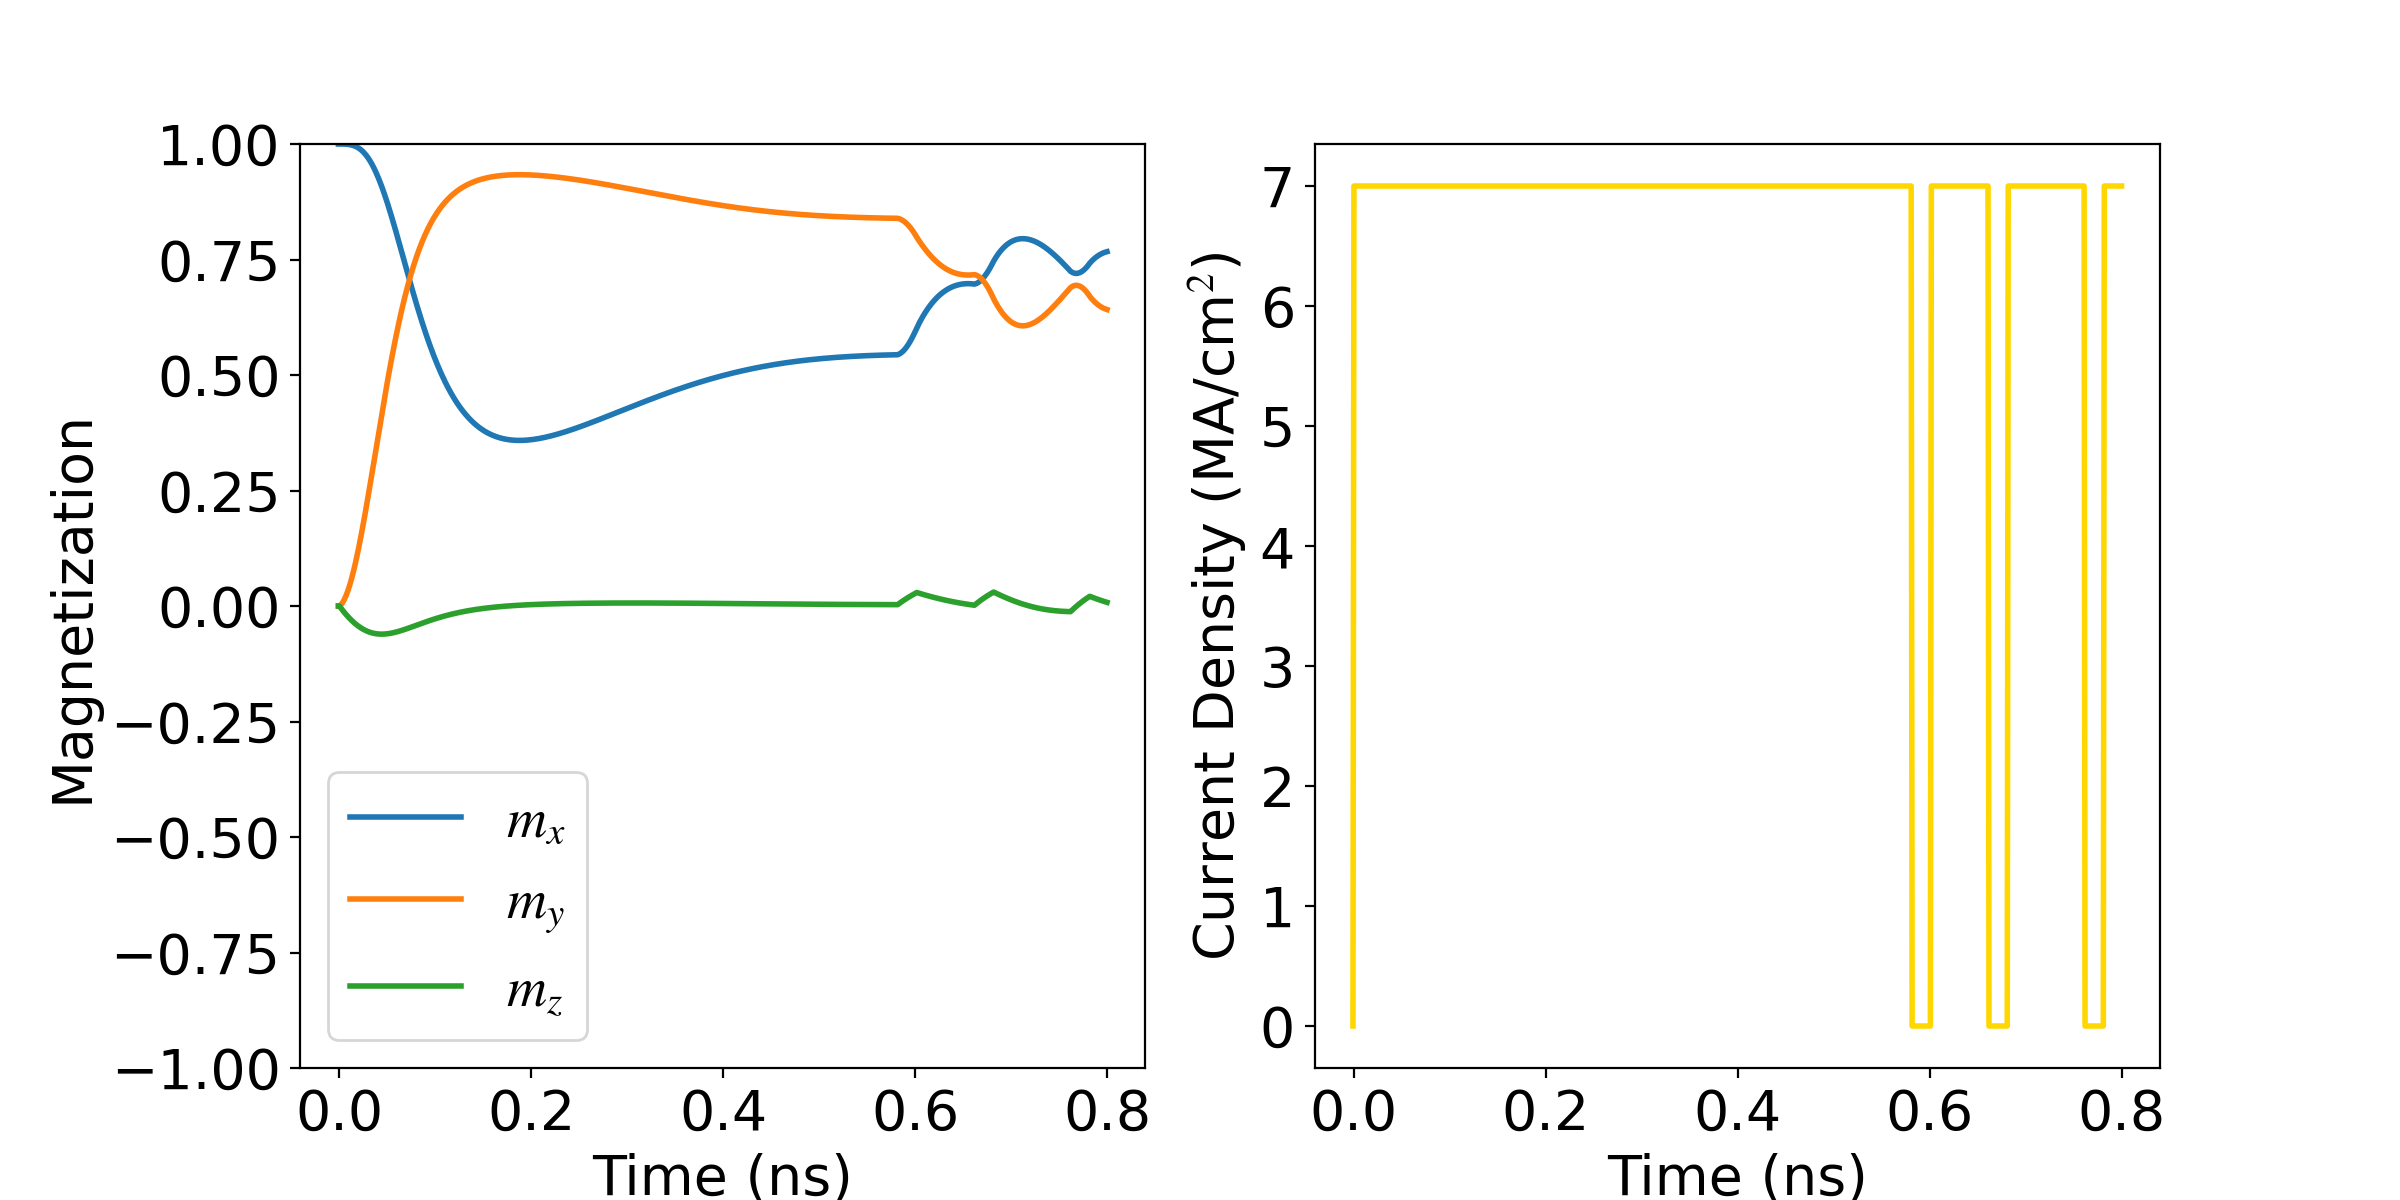 Magnetization
1.00
0.75
0.50
0.25
0.00
−0.25
−0.50
−0.75
−1.00
m_x
m_y
m_z
0.0 0.2 0.4 0.6 0.8
Time (ns)
Current Density (MA/cm²)
7
6
5
4
3
2
1
0
0.0 0.2 0.4 0.6 0.8
Time (ns)